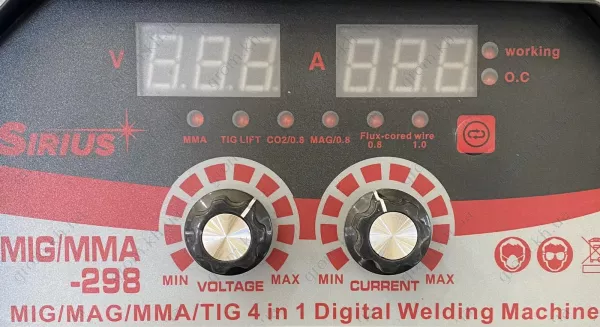 V
A
working
O.C
MMA
TIG LIFT
CO2/0.8
MAG/0.8
Flux-cored wire
0.8
1.0
SIRIUS
MIG/MMA
-298
MIN
VOLTAGE
MAX
MIN
CURRENT
MAX
MIG/MAG/MMA/TIG 4 in 1 Digital Welding Machine